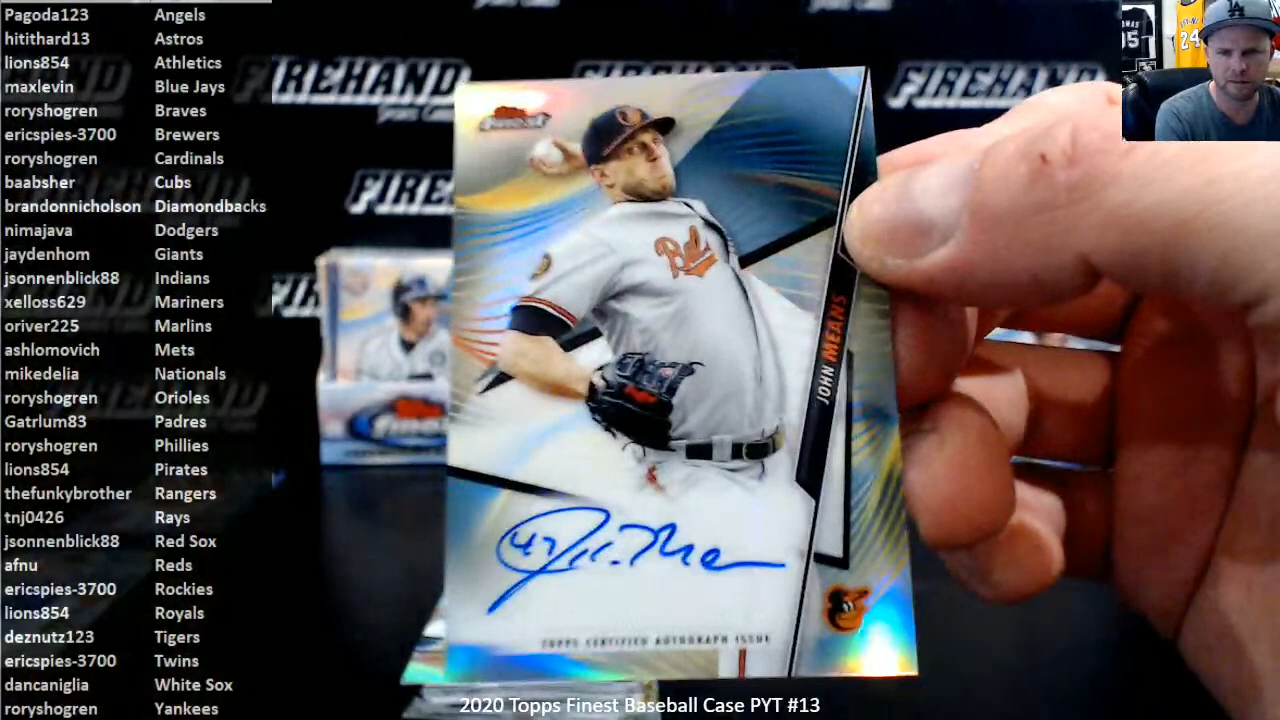 Pagoda123 Angels
hitithard13 Astros
lions854 Athletics
maxlevin Blue Jays
roryshogren Braves
ericspies-3700 Brewers
roryshogren Cardinals
baabsher Cubs
brandonnicholson Diamondbacks
nimajava Dodgers
jaydenhom Giants
jsonnenblick88 Indians
xelloss629 Mariners
oriver225 Marlins
ashlomovich Mets
mikedelia Nationals
roryshogren Orioles
Gatrlum83 Padres
roryshogren Phillies
lions854 Pirates
thefunkybrother Rangers
tnj0426 Rays
jsonnenblick88 Red Sox
afnu Reds
ericspies-3700 Rockies
lions854 Royals
deznutz123 Tigers
ericspies-3700 Twins
dancaniglia White Sox
roryshogren Yankees
FIREHAND
FIREHAND
24
Bal
JOHN MEANS
47
TOPPS CERTIFIED AUTOGRAPH ISSUE
2020 Topps Finest Baseball Case PYT #13